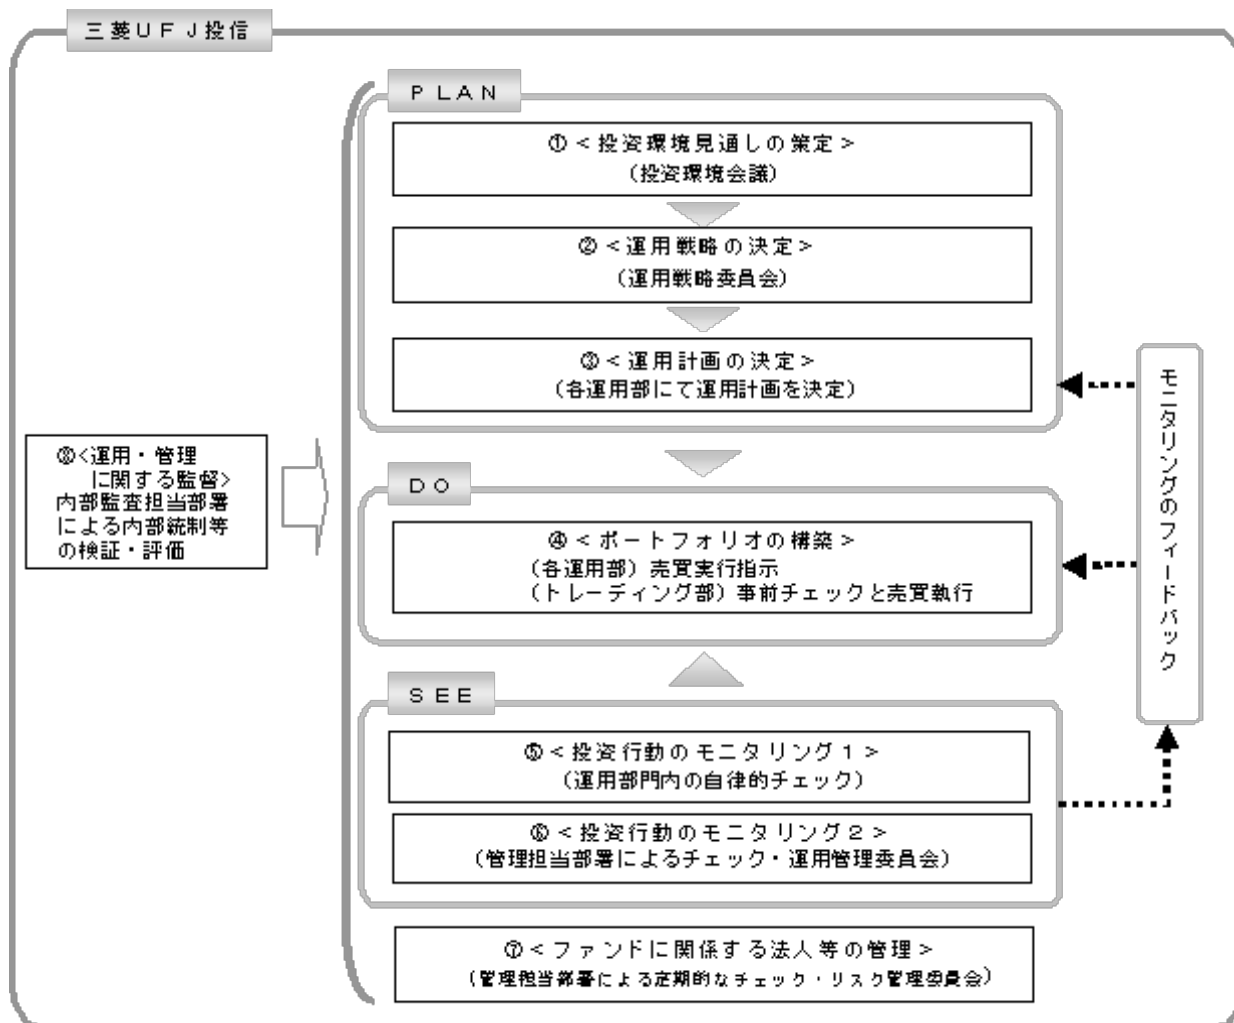 三菱UFJ投信
PLAN
①<投資環境見通しの策定>
(投資環境会議)
②<運用戦略の決定>
(運用戦略委員会)
③<運用計画の決定>
(各運用部にて運用計画を決定)
⑧<運用・管理
に関する監督>
内部監査担当部署
による内部統制等
の検証・評価
DO
④<ポートフォリオの構築>
(各運用部)売買実行指示
(トレーディング部)事前チェックと売買執行
モニタリングのフィードバック
SEE
⑤<投資行動のモニタリング1>
(運用部門内の自律的チェック)
⑥<投資行動のモニタリング2>
(管理担当部署によるチェック・運用管理委員会)
⑦<ファンドに関係する法人等の管理>
(管理担当部署による定期的なチェック・リスク管理委員会)